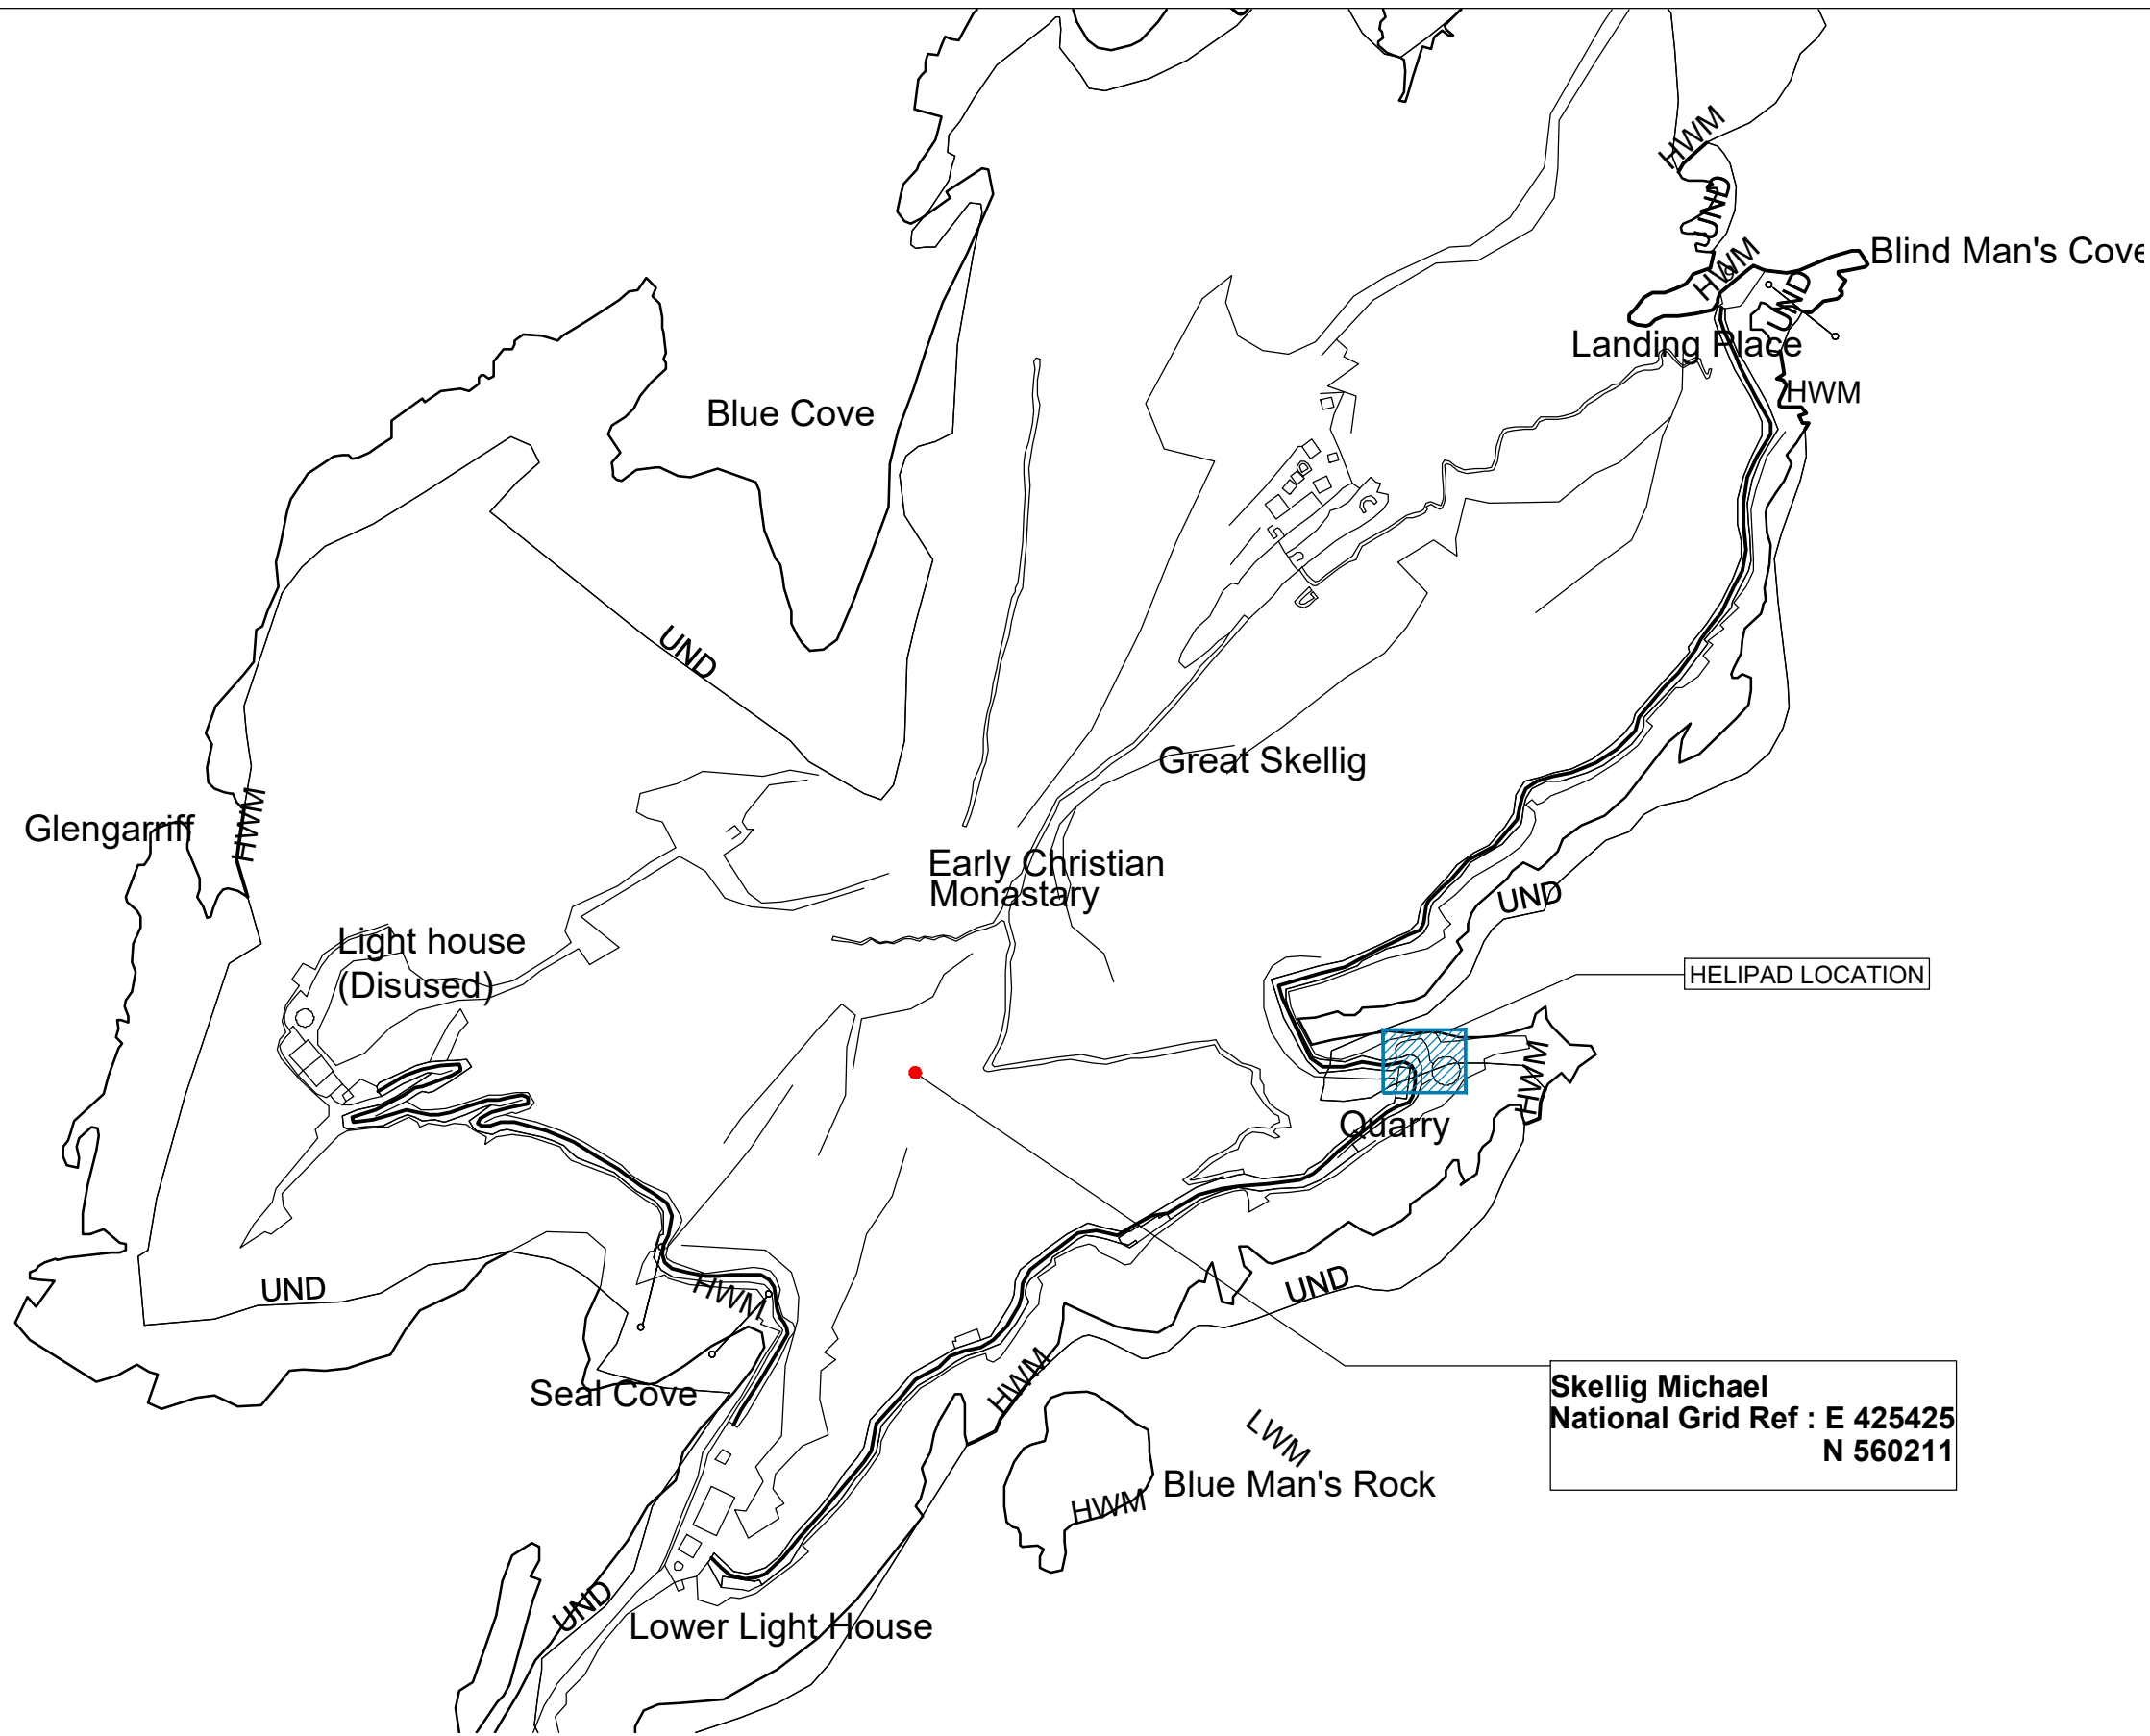 HWM
UND
HWM
Blind Man's Cove
UND
Landing Place
HWM
Blue Cove
UND
Great Skellig
HWM
Glengarriff
Early Christian
Monastary
UND
Light house
(Disused)
HELIPAD LOCATION
HWM
Quarry
UND
UND
HWM
HWM
Seal Cove
Skellig Michael
National Grid Ref : E 425425
N 560211
LWM
Blue Man's Rock
HWM
UND
Lower Light House